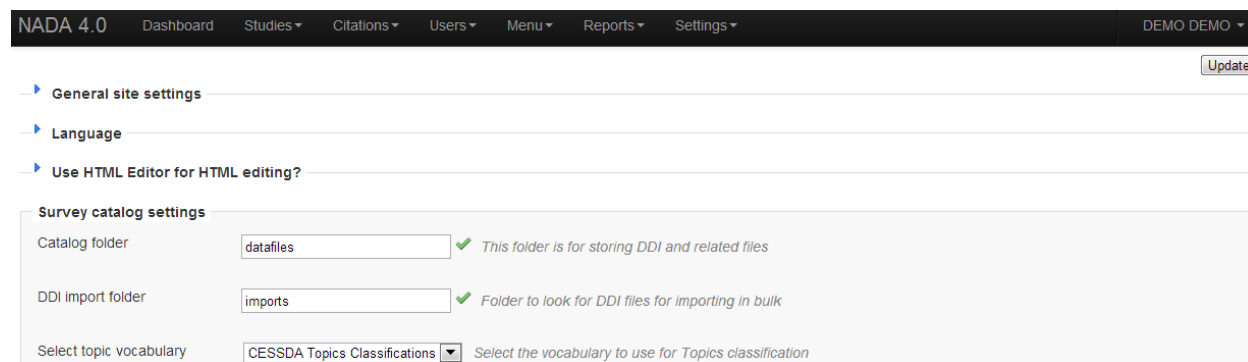 NADA 4.0 Dashboard Studies Citations Users Menu Reports Settings DEMO DEMO
Update
General site settings
Language
Use HTML Editor for HTML editing?
Survey catalog settings
Catalog folder datafiles This folder is for storing DDI and related files
DDI import folder imports Folder to look for DDI files for importing in bulk
Select topic vocabulary CESSDA Topics Classifications Select the vocabulary to use for Topics classification